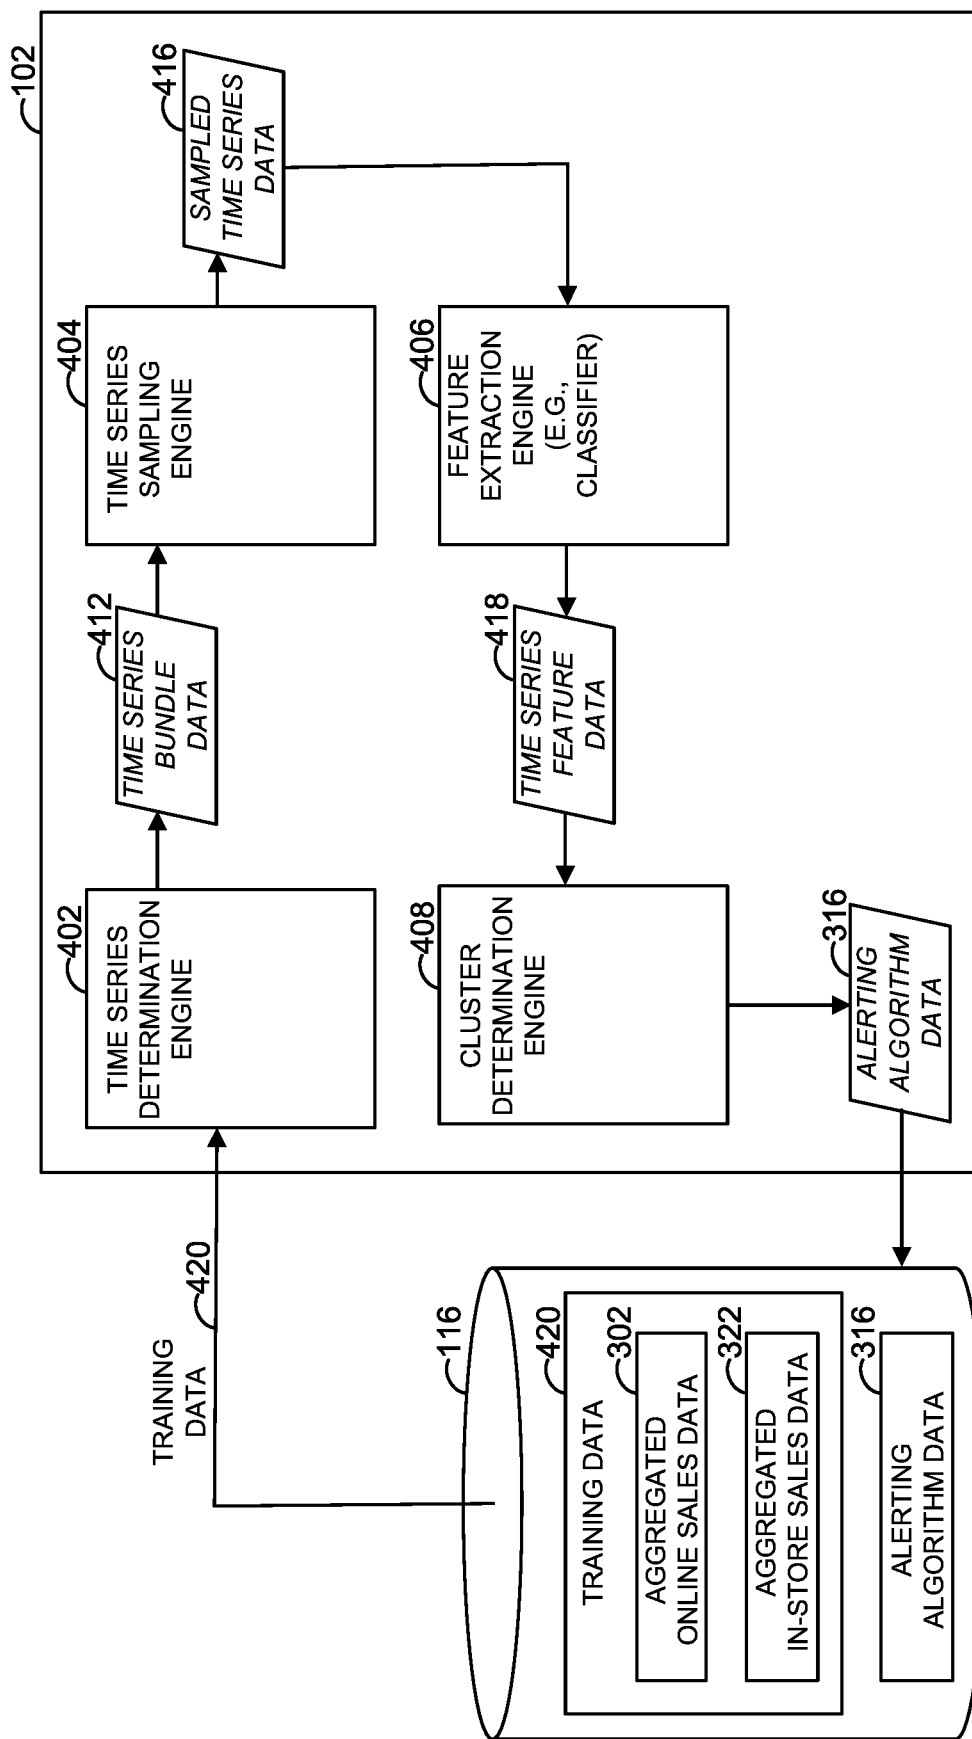 102
TRAINING
DATA
420
402
TIME SERIES
DETERMINATION
ENGINE
412
TIME SERIES
BUNDLE
DATA
404
TIME SERIES
SAMPLING
ENGINE
416
SAMPLED
TIME SERIES
DATA
406
FEATURE
EXTRACTION
ENGINE
(E.G.,
CLASSIFIER)
418
TIME SERIES
FEATURE
DATA
408
CLUSTER
DETERMINATION
ENGINE
316
ALERTING
ALGORITHM
DATA
116
420
TRAINING DATA
302
AGGREGATED
ONLINE SALES DATA
322
AGGREGATED
IN-STORE SALES DATA
316
ALERTING
ALGORITHM DATA